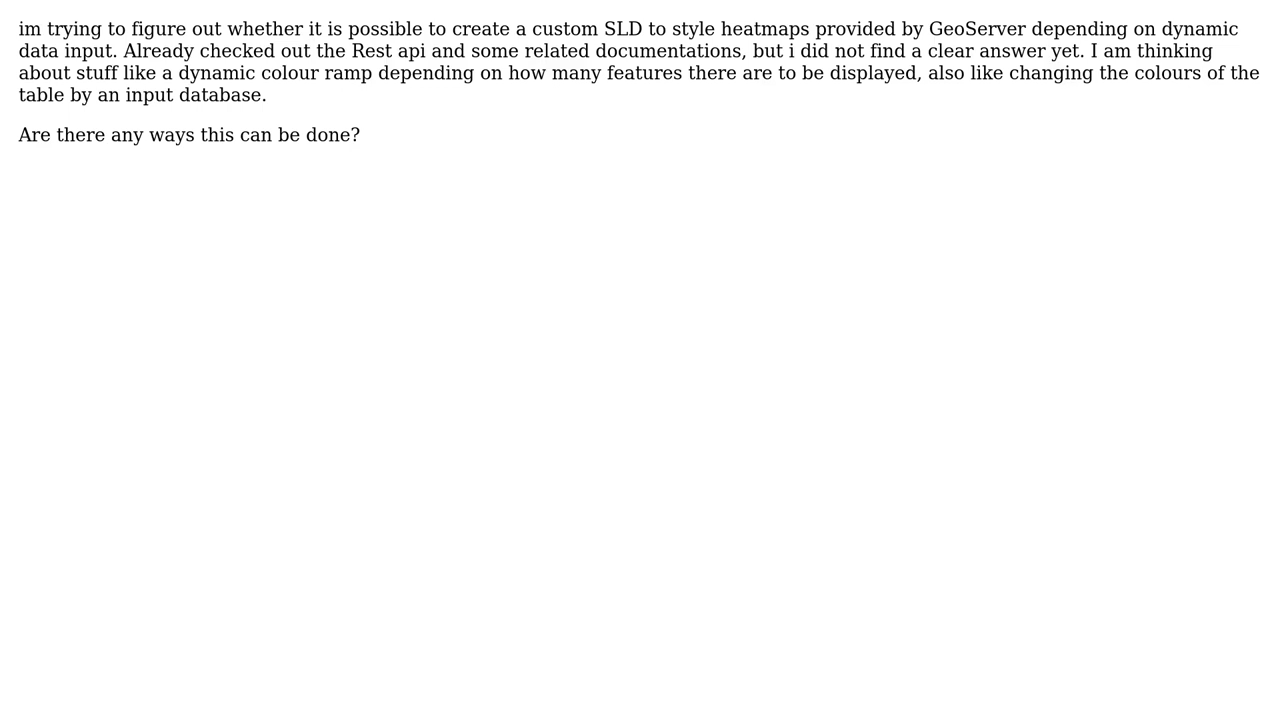 im trying to figure out whether it is possible to create a custom SLD to style heatmaps provided by GeoServer depending on dynamic
data input. Already checked out the Rest api and some related documentations, but i did not find a clear answer yet. I am thinking
about stuff like a dynamic colour ramp depending on how many features there are to be displayed, also like changing the colours of the
table by an input database.
Are there any ways this can be done?